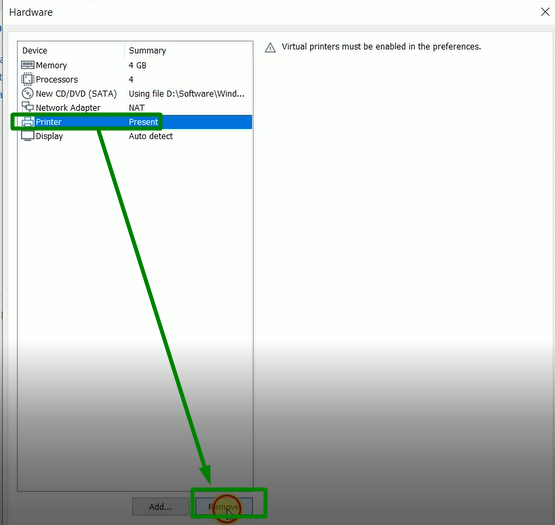 Hardware
Device Summary
Memory 4 GB
Processors 4
New CD/DVD (SATA) Using file D:\Software\Wind...
Network Adapter NAT
Printer Present
Display Auto detect
Virtual printers must be enabled in the preferences.
Add... Remove